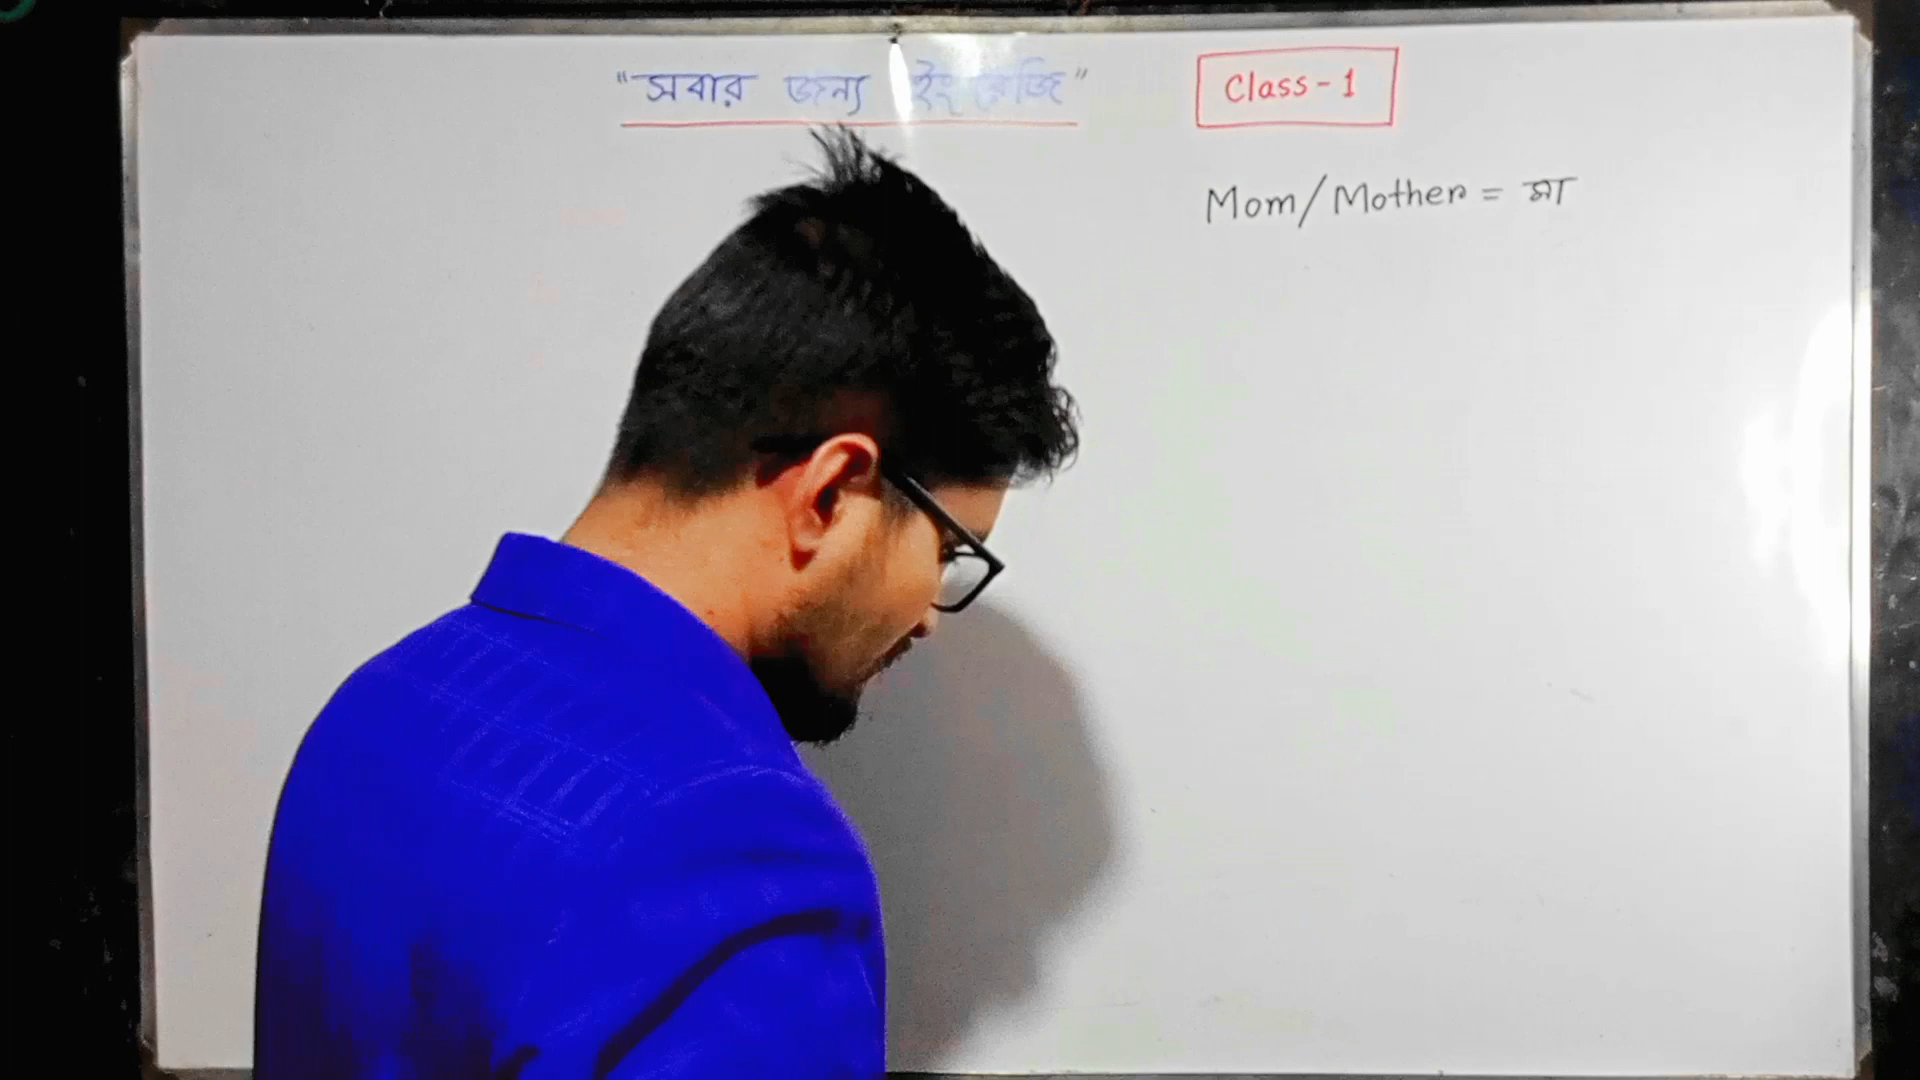 "সবার জন্য ইংরেজি"
Class-1
Mom/Mother = মা